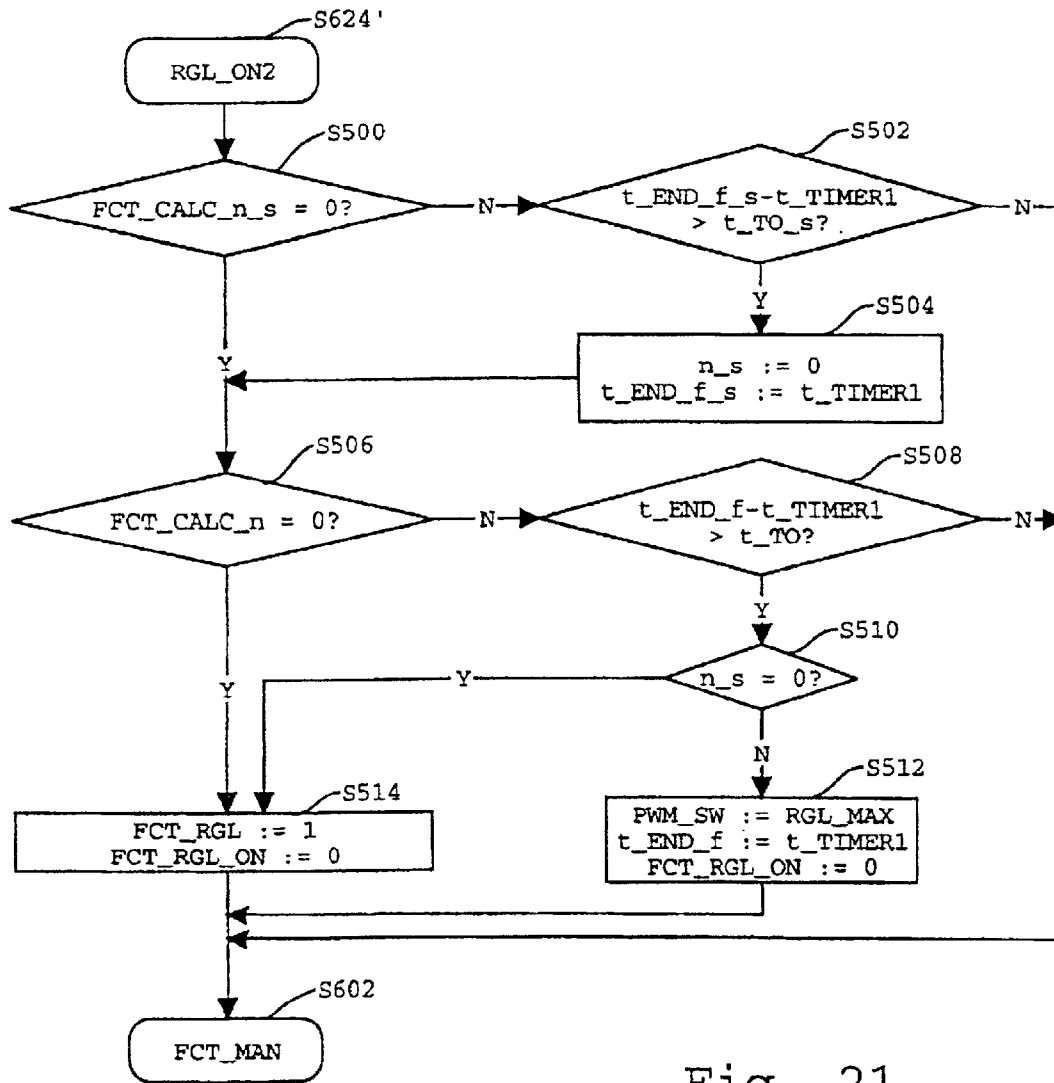 S624'
RGL_ON2
S500
FCT_CALC_n_s = 0?
N
S502
t_END_f_s-t_TIMER1
> t_TO_s?
N
Y
Y
S504
n_s := 0
t_END_f_s := t_TIMER1
S506
FCT_CALC_n = 0?
N
S508
t_END_f-t_TIMER1
> t_TO?
N
Y
Y
S510
n_s = 0?
Y
N
S514
FCT_RGL := 1
FCT_RGL_ON := 0
S512
PWM_SW := RGL_MAX
t_END_f := t_TIMER1
FCT_RGL_ON := 0
S602
FCT_MAN
Fig. 21